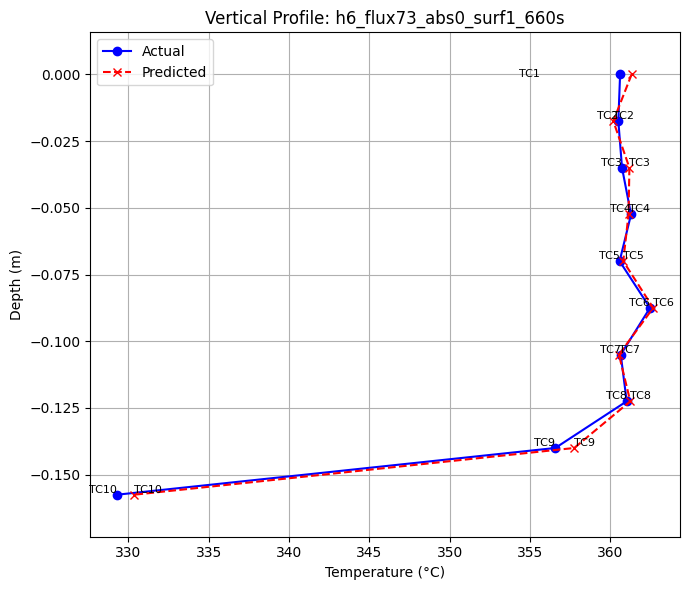 Vertical Profile: h6_flux73_abs0_surf1_660s
Actual
Predicted
0.000
−0.025
−0.050
−0.075
−0.100
−0.125
−0.150
Depth (m)
TC1
TC2 TC2
TC3 TC3
TC4 TC4
TC5 TC5
TC6 TC6
TC7 TC7
TC8 TC8
TC9 TC9
TC10 TC10
330 335 340 345 350 355 360
Temperature (°C)